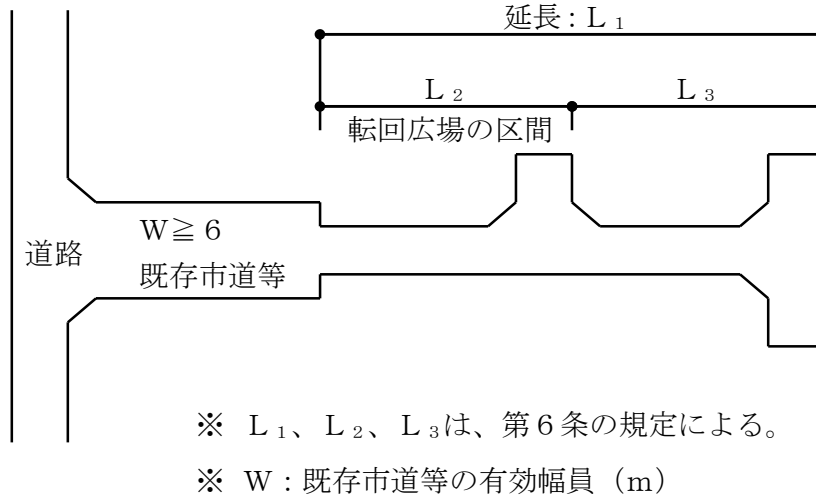 延長：Ｌ₁
Ｌ₂
Ｌ₃
転回広場の区間
Ｗ≧６
道路
既存市道等
※ Ｌ₁、Ｌ₂、Ｌ₃は、第６条の規定による。
※ Ｗ：既存市道等の有効幅員（ｍ）